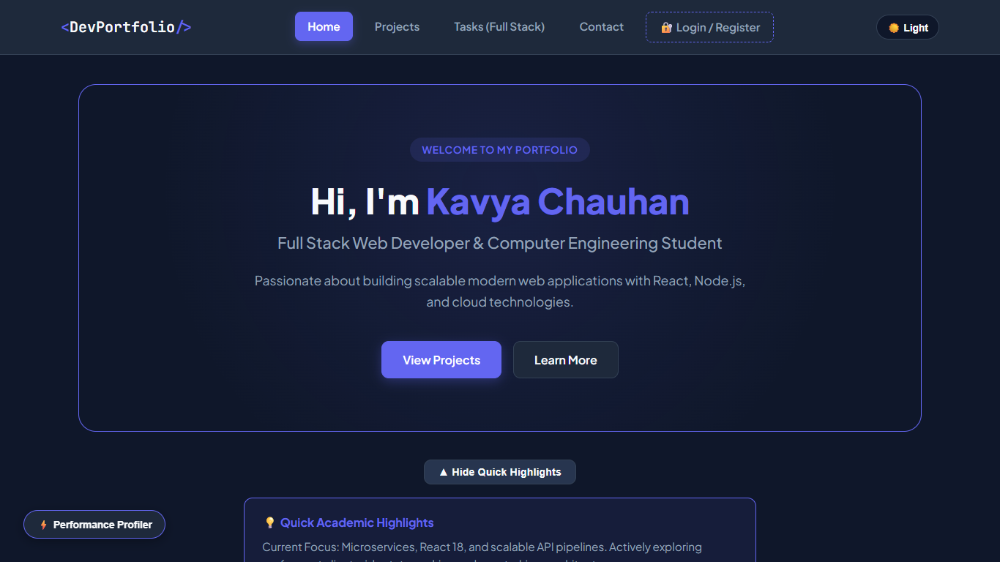 <DevPortfolio/>
Home
Projects
Tasks (Full Stack)
Contact
🔐 Login / Register
Light
WELCOME TO MY PORTFOLIO
Hi, I'm Kavya Chauhan
Full Stack Web Developer & Computer Engineering Student
Passionate about building scalable modern web applications with React, Node.js,
and cloud technologies.
View Projects
Learn More
▲ Hide Quick Highlights
💡 Quick Academic Highlights
Current Focus: Microservices, React 18, and scalable API pipelines. Actively exploring
⚡ Performance Profiler